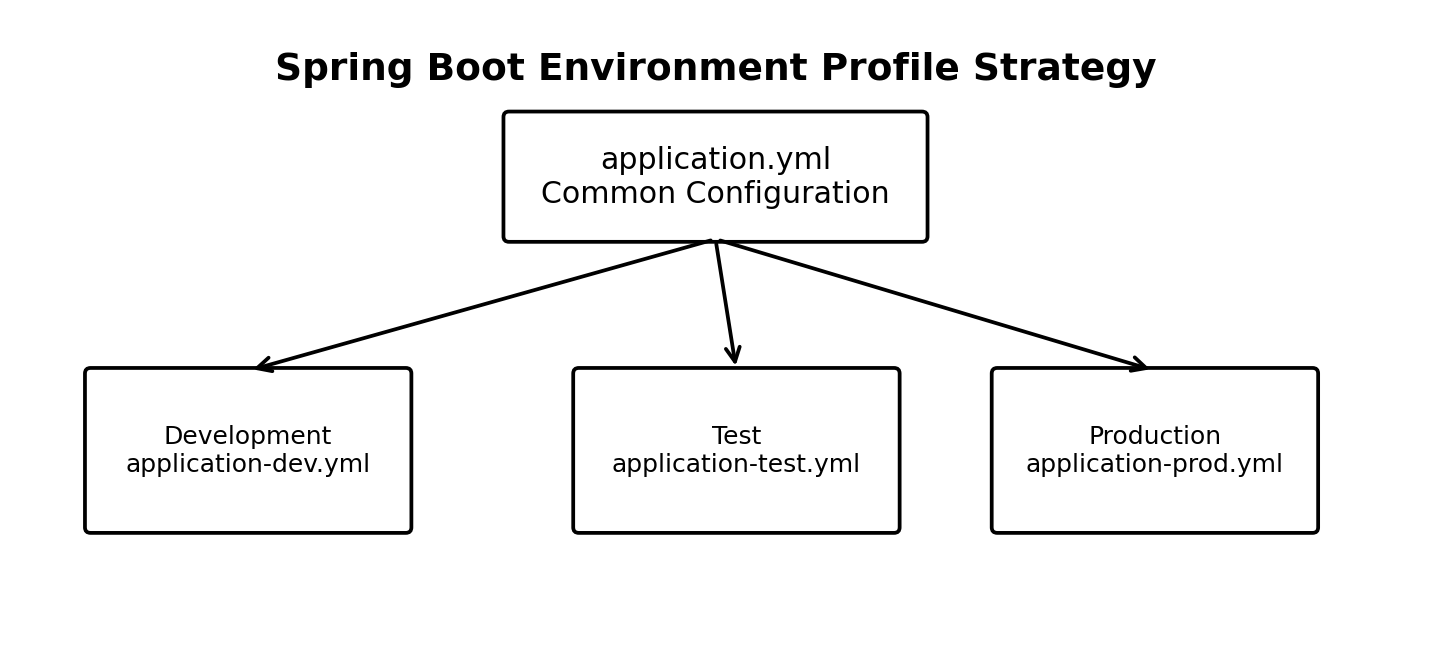 Spring Boot Environment Profile Strategy
application.yml
Common Configuration
Development
application-dev.yml
Test
application-test.yml
Production
application-prod.yml